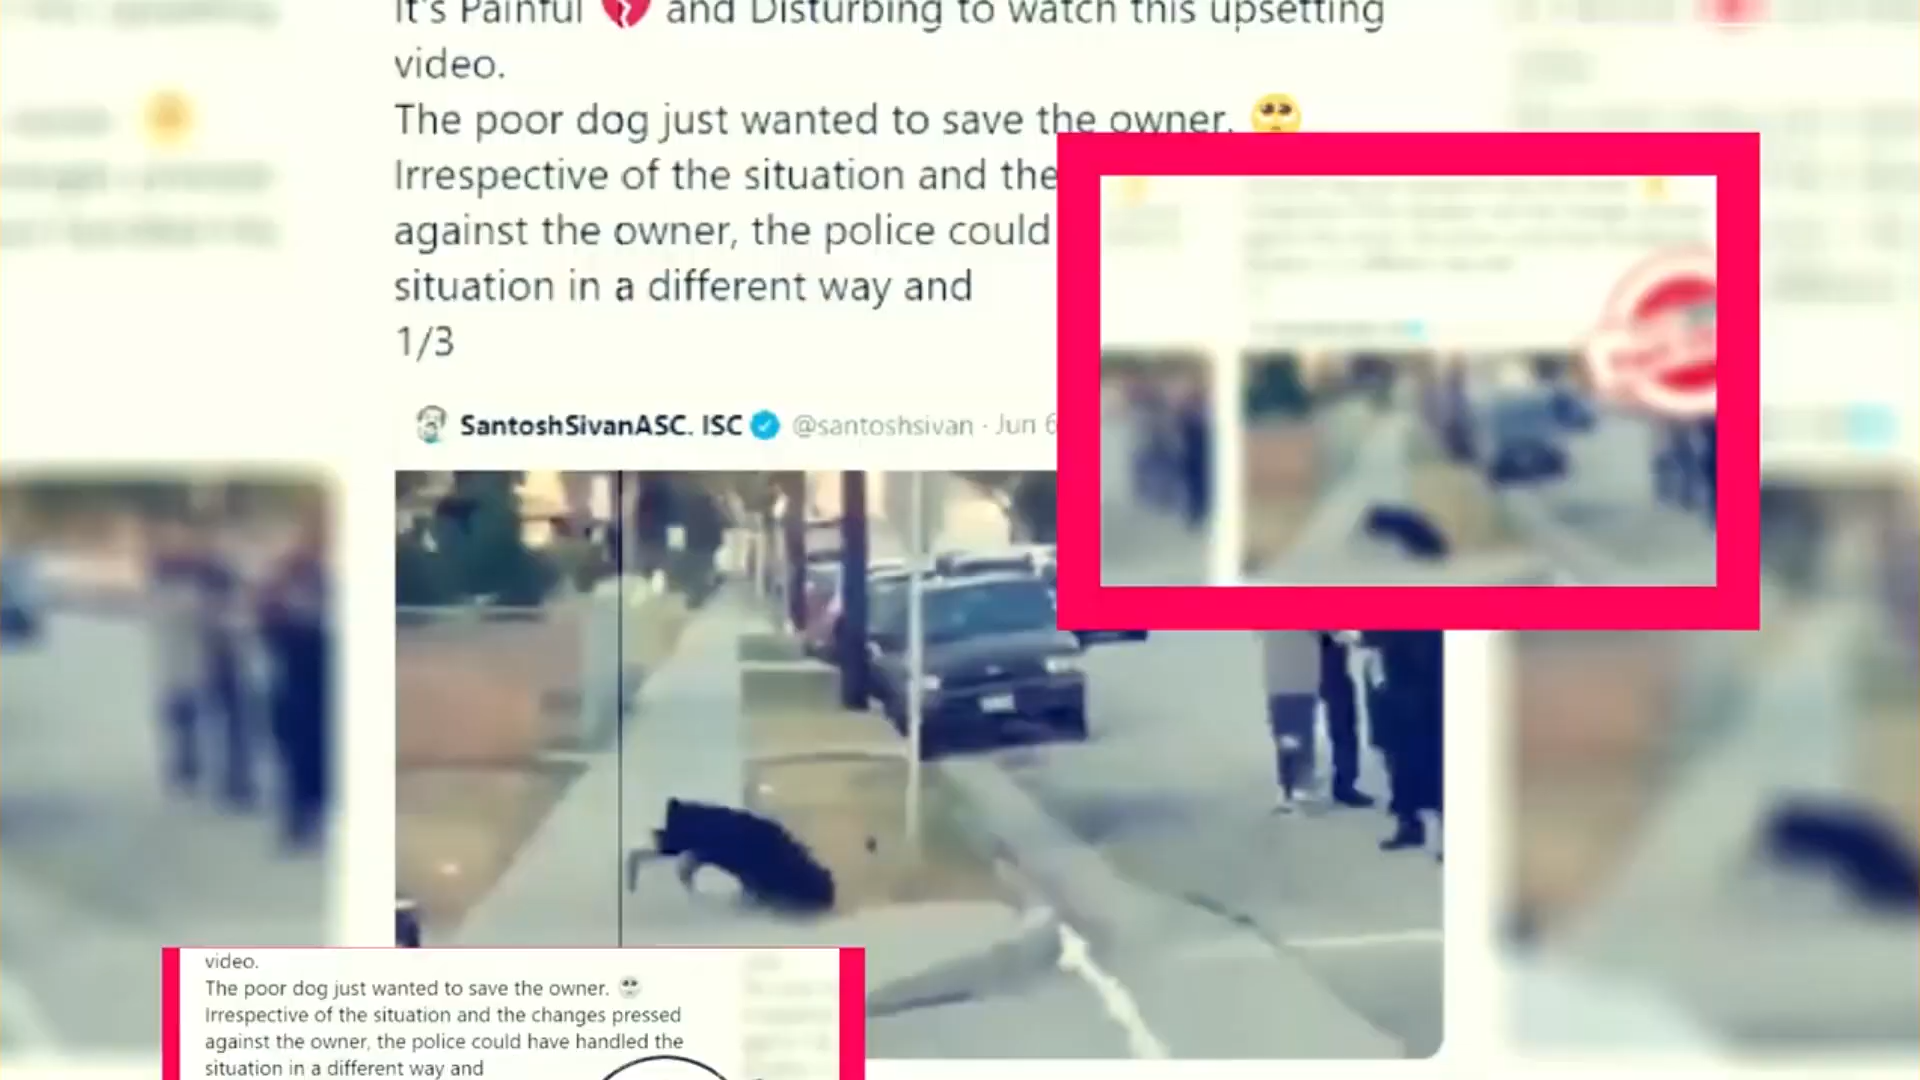 It's Painful 💔 and Disturbing to watch this upsetting
video.
The poor dog just wanted to save the owner. 🥺
Irrespective of the situation and the
against the owner, the police could
situation in a different way and
1/3
SantoshSivanASC. ISC @santoshsivan · Jun 6
video.
The poor dog just wanted to save the owner. 🥺
Irrespective of the situation and the changes pressed
against the owner, the police could have handled the
situation in a different way and